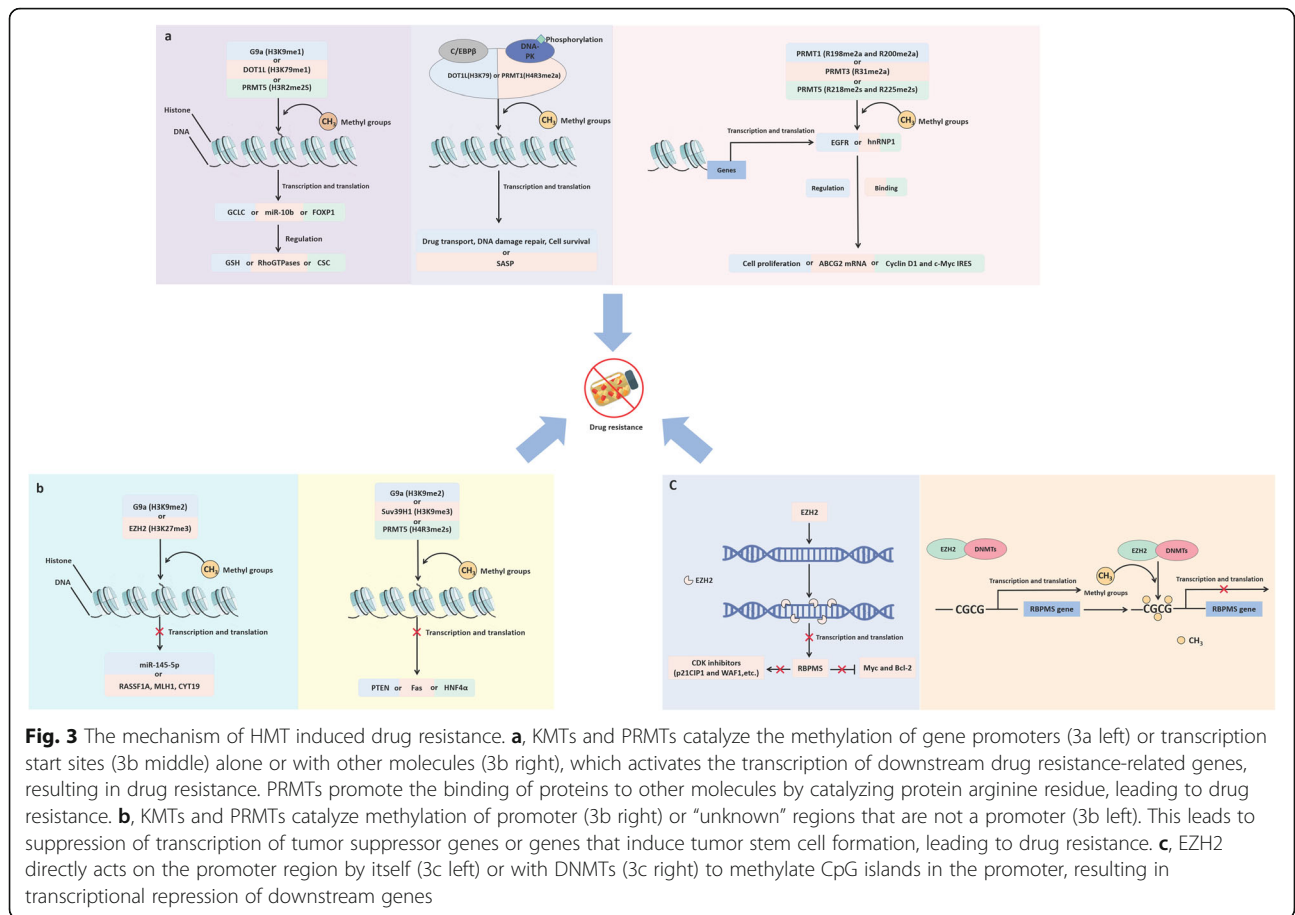 a
G9a (H3K9me1)
or
DOT1L (H3K79me1)
or
PRMT5 (H3R2me2S)
CH3 Methyl groups
Histone
DNA
Transcription and translation
GCLC or miR-10b or FOXP1
Regulation
GSH or RhoGTPases or CSC
C/EBPβ
DNA-
PK
Phosphorylation
DOT1L(H3K79) or PRMT1(H4R3me2a)
CH3 Methyl groups
Transcription and translation
Drug transport, DNA damage repair, Cell survival
or
SASP
PRMT1 (R198me2a and R200me2a)
or
PRMT3 (R31me2a)
or
PRMT5 (R218me2s and R225me2s)
CH3 Methyl groups
Transcription and translation
EGFR or hnRNP1
Genes
Regulation
Binding
Cell proliferation or ABCG2 mRNA or Cyclin D1 and c-Myc IRES
Drug resistance
b
G9a (H3K9me2)
or
EZH2 (H3K27me3)
CH3 Methyl groups
Histone
DNA
Transcription and translation
miR-145-5p
or
RASSF1A, MLH1, CYT19
G9a (H3K9me2)
or
Suv39H1 (H3K9me3)
or
PRMT5 (H4R3me2s)
CH3 Methyl groups
Transcription and translation
PTEN or Fas or HNF4α
C
EZH2
EZH2
Transcription and translation
CDK inhibitors
(p21CIP1 and WAF1,etc.)
RBPMS
Myc and Bcl-2
EZH2 DNMTs
Transcription and translation
CGCG
RBPMS gene
EZH2 DNMTs
CH3
Methyl groups
Transcription and translation
CGCG
RBPMS gene
CH3
Fig. 3 The mechanism of HMT induced drug resistance. a, KMTs and PRMTs catalyze the methylation of gene promoters (3a left) or transcription
start sites (3b middle) alone or with other molecules (3b right), which activates the transcription of downstream drug resistance-related genes,
resulting in drug resistance. PRMTs promote the binding of proteins to other molecules by catalyzing protein arginine residue, leading to drug
resistance. b, KMTs and PRMTs catalyze methylation of promoter (3b right) or “unknown” regions that are not a promoter (3b left). This leads to
suppression of transcription of tumor suppressor genes or genes that induce tumor stem cell formation, leading to drug resistance. c, EZH2
directly acts on the promoter region by itself (3c left) or with DNMTs (3c right) to methylate CpG islands in the promoter, resulting in
transcriptional repression of downstream genes